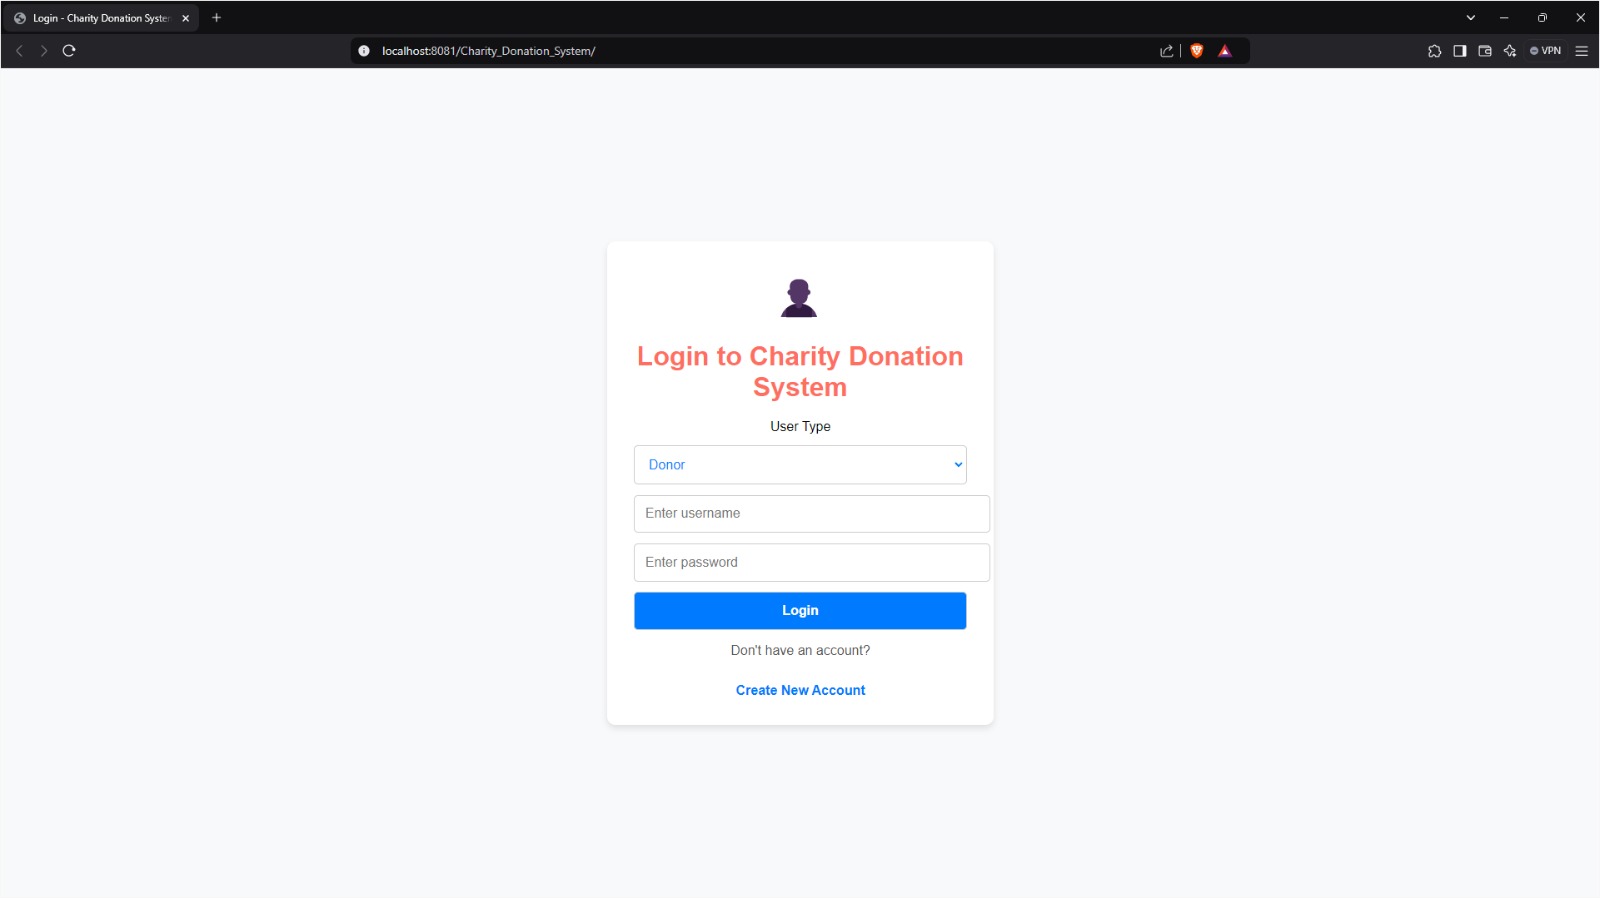 Login - Charity Donation System
localhost:8081/Charity_Donation_System/
VPN
Login to Charity Donation
System
User Type
Donor
Enter username
Enter password
Login
Don't have an account?
Create New Account